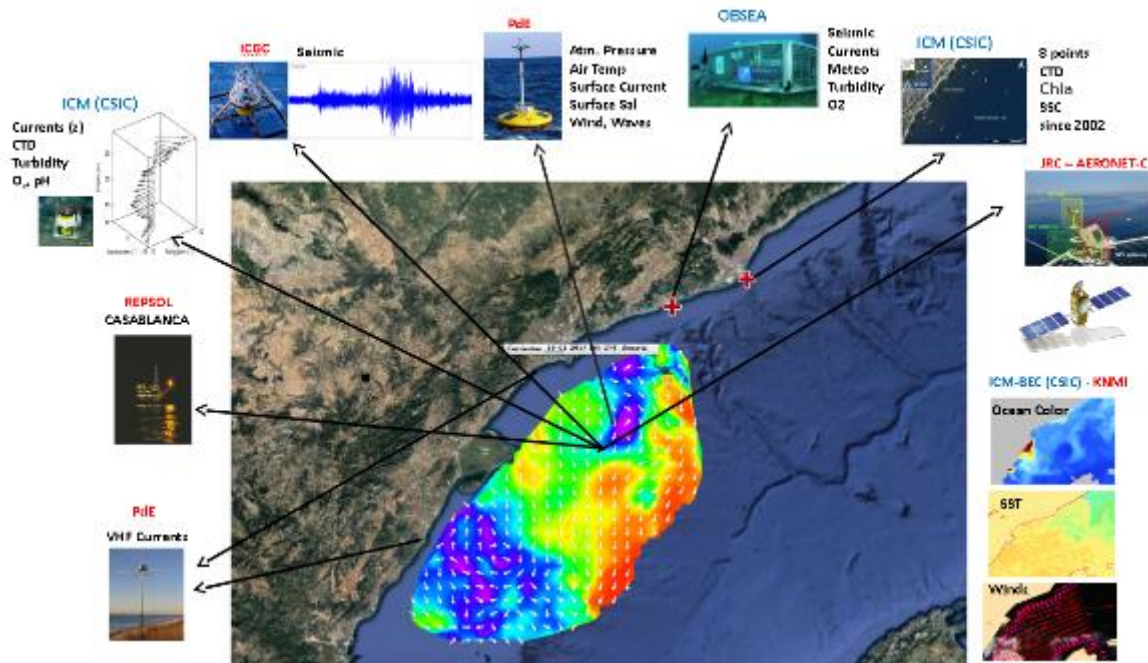 ICM (CSIC)
Currents (z)
CTD
Turbidity
O₂, pH
ICGC
Seismic
PdE
Atm. Pressure
Air Temp
Surface Current
Surface Sal
Wind, Waves
OBSEA
Seismic
Currents
Meteo
Turbidity
O2
ICM (CSIC)
8 points
CTD
Chla
SSC
since 2002
JRC – AERONET-C
REPSOL
CASABLANCA
PdE
VHF Currents
ICM-BEC (CSIC) - KNMI
Ocean Color
SST
Winds